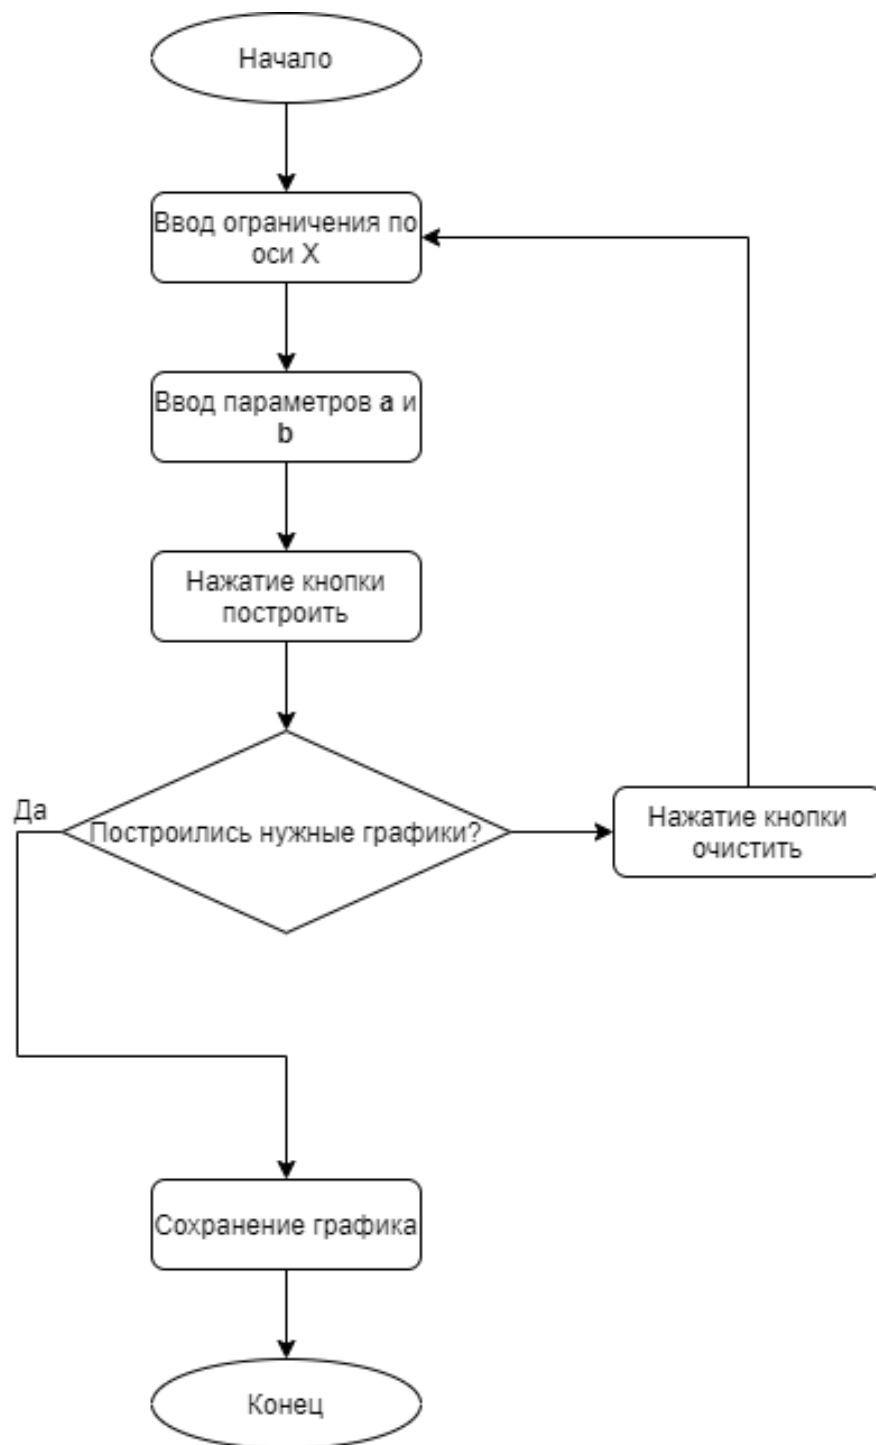 Начало
Ввод ограничения по
оси X
Ввод параметров a и
b
Нажатие кнопки
построить
Да
Построились нужные графики?
Нажатие кнопки
очистить
Сохранение графика
Конец